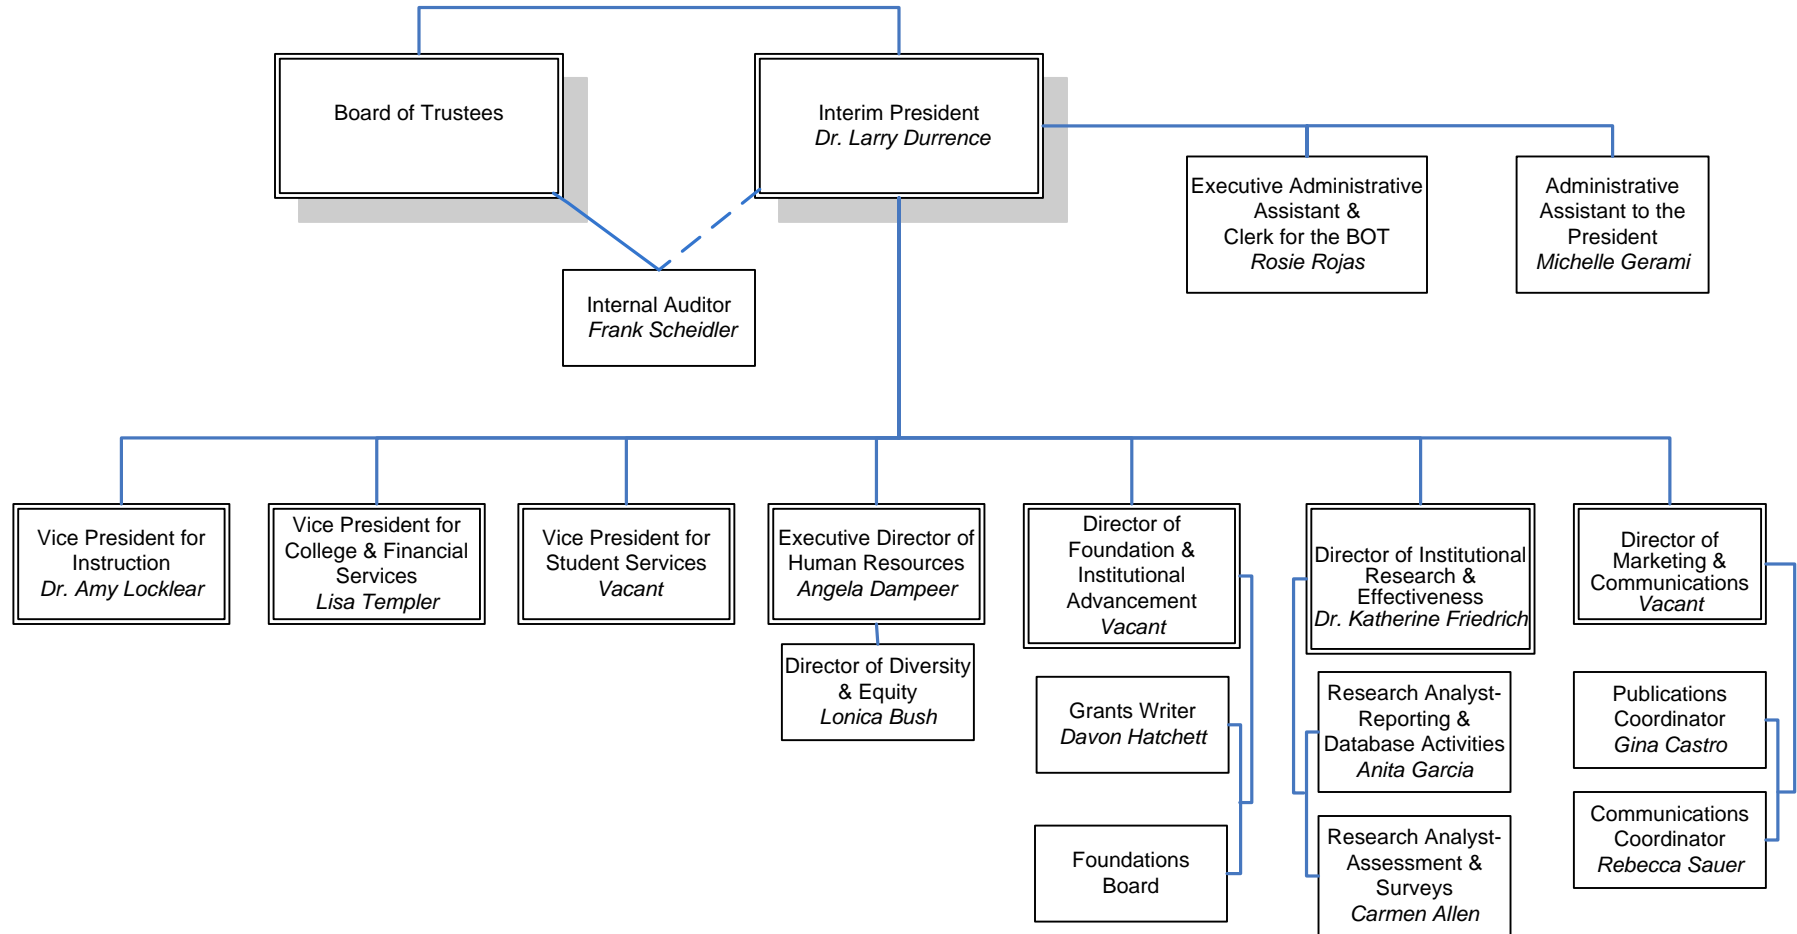 Board of Trustees
Interim President
Dr. Larry Durrence
Executive Administrative
Assistant &
Clerk for the BOT
Rosie Rojas
Administrative
Assistant to the
President
Michelle Gerami
Internal Auditor
Frank Scheidler
Vice President for
Instruction
Dr. Amy Locklear
Vice President for
College & Financial
Services
Lisa Templer
Vice President for
Student Services
Vacant
Executive Director of
Human Resources
Angela Dampeer
Director of
Foundation &
Institutional
Advancement
Vacant
Director of Institutional
Research &
Effectiveness
Dr. Katherine Friedrich
Director of
Marketing &
Communications
Vacant
Director of Diversity
& Equity
Lonica Bush
Grants Writer
Davon Hatchett
Research Analyst-
Reporting &
Database Activities
Anita Garcia
Publications
Coordinator
Gina Castro
Foundations
Board
Research Analyst-
Assessment &
Surveys
Carmen Allen
Communications
Coordinator
Rebecca Sauer